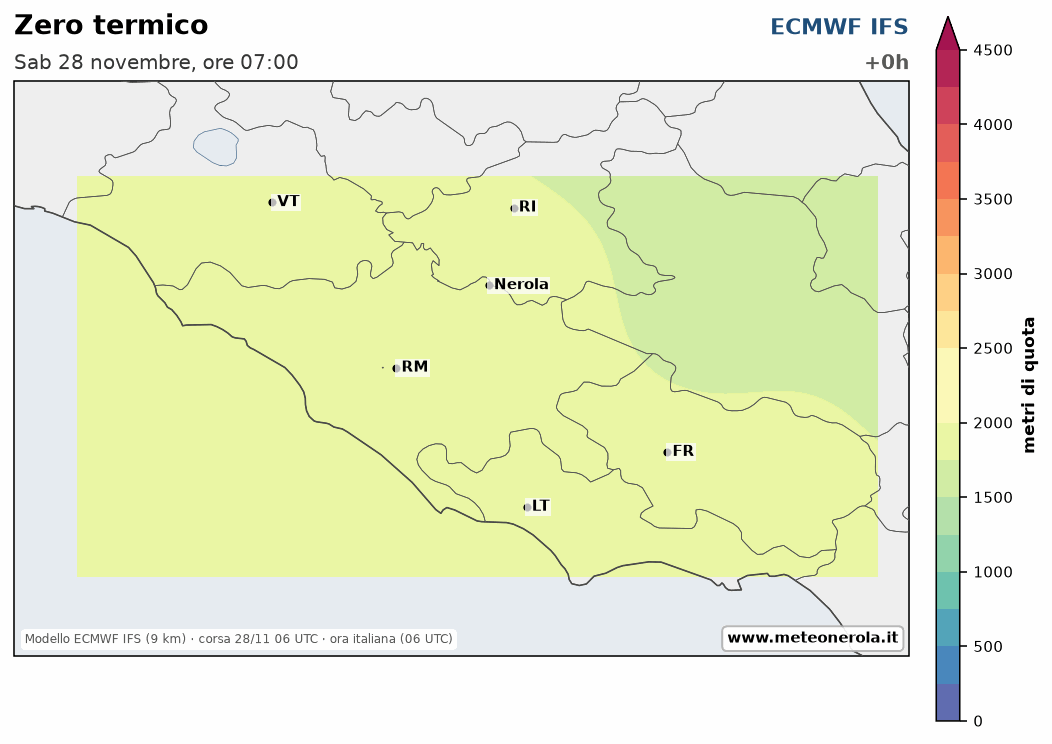 Zero termico
ECMWF IFS
Sab 28 novembre, ore 07:00
+0h
VT
RI
Nerola
RM
FR
LT
Modello ECMWF IFS (9 km) · corsa 28/11 06 UTC · ora italiana (06 UTC)
www.meteonerola.it
4500
4000
3500
3000
2500
2000
1500
1000
500
0
metri di quota